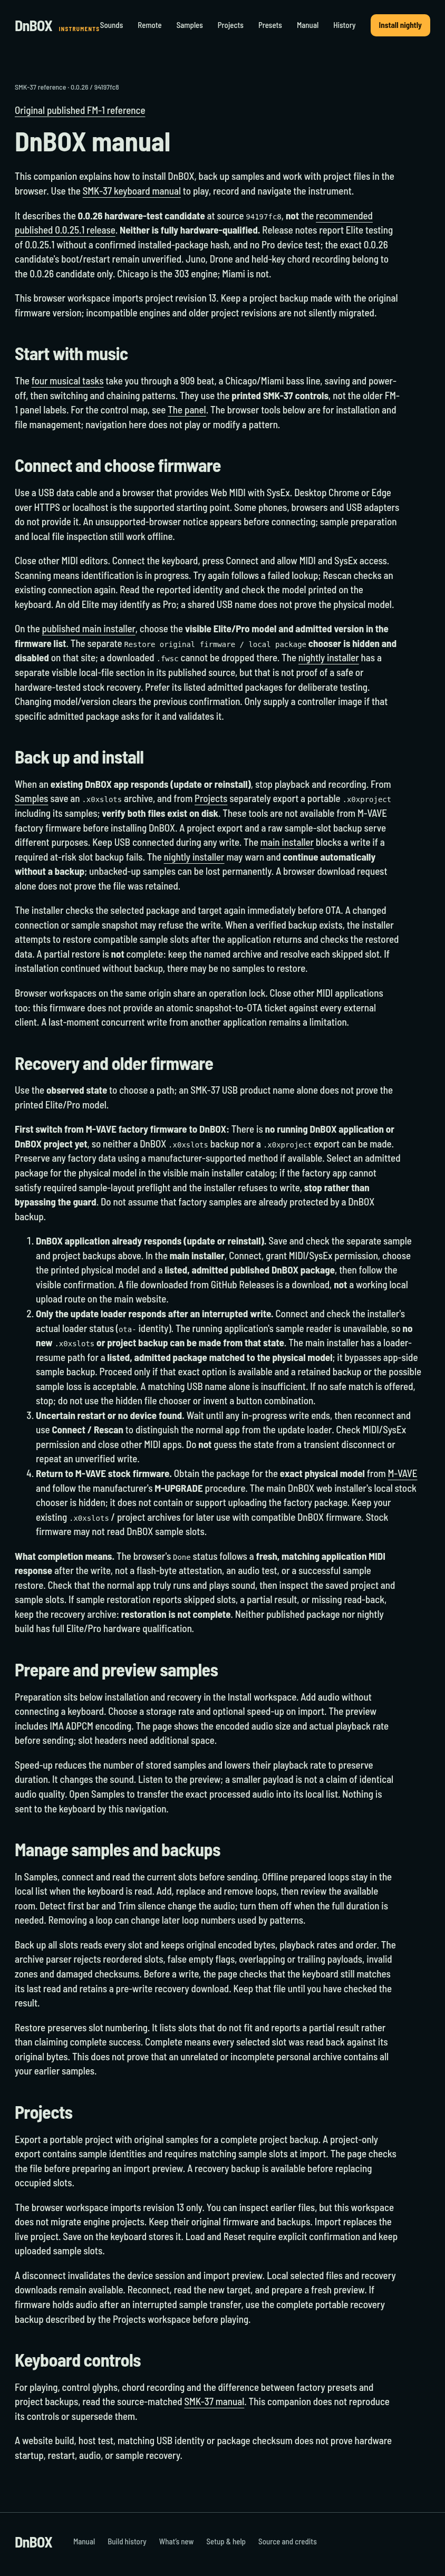 DnBOX INSTRUMENTS Sounds Remote Samples Projects Presets Manual History Install nightly
SMK-37 reference · 0.0.26 / 94197fc8
Original published FM-1 reference
DnBOX manual
This companion explains how to install DnBOX, back up samples and work with project files in the
browser. Use the SMK-37 keyboard manual to play, record and navigate the instrument.
It describes the 0.0.26 hardware-test candidate at source 94197fc8, not the recommended
published 0.0.25.1 release. Neither is fully hardware-qualified. Release notes report Elite testing
of 0.0.25.1 without a confirmed installed-package hash, and no Pro device test; the exact 0.0.26
candidate's boot/restart remain unverified. Juno, Drone and held-key chord recording belong to
the 0.0.26 candidate only. Chicago is the 303 engine; Miami is not.
This browser workspace imports project revision 13. Keep a project backup made with the original
firmware version; incompatible engines and older project revisions are not silently migrated.
Start with music
The four musical tasks take you through a 909 beat, a Chicago/Miami bass line, saving and power-
off, then switching and chaining patterns. They use the printed SMK-37 controls, not the older FM-
1 panel labels. For the control map, see The panel. The browser tools below are for installation and
file management; navigation here does not play or modify a pattern.
Connect and choose firmware
Use a USB data cable and a browser that provides Web MIDI with SysEx. Desktop Chrome or Edge
over HTTPS or localhost is the supported starting point. Some phones, browsers and USB adapters
do not provide it. An unsupported-browser notice appears before connecting; sample preparation
and local file inspection still work offline.
Close other MIDI editors. Connect the keyboard, press Connect and allow MIDI and SysEx access.
Scanning means identification is in progress. Try again follows a failed lookup; Rescan checks an
existing connection again. Read the reported identity and check the model printed on the
keyboard. An old Elite may identify as Pro; a shared USB name does not prove the physical model.
On the published main installer, choose the visible Elite/Pro model and admitted version in the
firmware list. The separate Restore original firmware / local package chooser is hidden and
disabled on that site; a downloaded .fwsc cannot be dropped there. The nightly installer has a
separate visible local-file section in its published source, but that is not proof of a safe or
hardware-tested stock recovery. Prefer its listed admitted packages for deliberate testing.
Changing model/version clears the previous confirmation. Only supply a controller image if that
specific admitted package asks for it and validates it.
Back up and install
When an existing DnBOX app responds (update or reinstall), stop playback and recording. From
Samples save an .x0xslots archive, and from Projects separately export a portable .x0xproject
including its samples; verify both files exist on disk. These tools are not available from M-VAVE
factory firmware before installing DnBOX. A project export and a raw sample-slot backup serve
different purposes. Keep USB connected during any write. The main installer blocks a write if a
required at-risk slot backup fails. The nightly installer may warn and continue automatically
without a backup; unbacked-up samples can be lost permanently. A browser download request
alone does not prove the file was retained.
The installer checks the selected package and target again immediately before OTA. A changed
connection or sample snapshot may refuse the write. When a verified backup exists, the installer
attempts to restore compatible sample slots after the application returns and checks the restored
data. A partial restore is not complete: keep the named archive and resolve each skipped slot. If
installation continued without backup, there may be no samples to restore.
Browser workspaces on the same origin share an operation lock. Close other MIDI applications
too: this firmware does not provide an atomic snapshot-to-OTA ticket against every external
client. A last-moment concurrent write from another application remains a limitation.
Recovery and older firmware
Use the observed state to choose a path; an SMK-37 USB product name alone does not prove the
printed Elite/Pro model.
First switch from M-VAVE factory firmware to DnBOX: There is no running DnBOX application or
DnBOX project yet, so neither a DnBOX .x0xslots backup nor a .x0xproject export can be made.
Preserve any factory data using a manufacturer-supported method if available. Select an admitted
package for the physical model in the visible main installer catalog; if the factory app cannot
satisfy required sample-layout preflight and the installer refuses to write, stop rather than
bypassing the guard. Do not assume that factory samples are already protected by a DnBOX
backup.
1. DnBOX application already responds (update or reinstall). Save and check the separate sample
and project backups above. In the main installer, Connect, grant MIDI/SysEx permission, choose
the physical model and a listed, admitted published DnBOX package, then follow the
visible confirmation. A file downloaded from GitHub Releases is a download, not a working local
upload route on the main website.
2. Only the update loader responds after an interrupted write. Connect and check the installer's
actual loader status (ota- identity). The running application's sample reader is unavailable, so no
new .x0xslots or project backup can be made from that state. The main installer has a loader-
resume path for a listed, admitted package matched to the physical model; it bypasses app-side
sample backup. Proceed only if that exact option is available and a retained backup or the possible
sample loss is acceptable. A matching USB name alone is insufficient. If no safe match is offered,
stop; do not use the hidden file chooser or invent a button combination.
3. Uncertain restart or no device found. Wait until any in-progress write ends, then reconnect and
use Connect / Rescan to distinguish the normal app from the update loader. Check MIDI/SysEx
permission and close other MIDI apps. Do not guess the state from a transient disconnect or
repeat an unverified write.
4. Return to M-VAVE stock firmware. Obtain the package for the exact physical model from M-VAVE
and follow the manufacturer's M-UPGRADE procedure. The main DnBOX web installer's local stock
chooser is hidden; it does not contain or support uploading the factory package. Keep your
existing .x0xslots / project archives for later use with compatible DnBOX firmware. Stock
firmware may not read DnBOX sample slots.
What completion means. The browser's Done status follows a fresh, matching application MIDI
response after write, not a flash-byte attestation, an audio test, or a successful sample
restore. Check that the normal app truly runs and plays sound, then inspect the saved project and
sample slots. If sample restoration reports skipped slots, a partial result, or missing read-back,
keep the recovery archive: restoration is not complete. Neither published package nor nightly
build has full Elite/Pro hardware qualification.
Prepare and preview samples
Preparation sits below installation and recovery in the Install workspace. Add audio without
connecting a keyboard. Choose a storage rate and optional speed-up on import. The preview
includes IMA ADPCM encoding. The page shows the encoded audio size and actual playback rate
before sending; slot headers need additional space.
Speed-up reduces the number of stored samples and lowers their playback rate to preserve
duration. It changes the sound. Listen to the preview; a smaller payload is not a claim of identical
audio quality. Open Samples to transfer the exact processed audio into its local list. Nothing is
sent to the keyboard by this navigation.
Manage samples and backups
In Samples, connect and read the current slots before sending. Offline prepared loops stay in the
local list when the keyboard is read. Add, replace and remove loops, then review the available
room. Detect first bar and Trim silence change the audio; turn them off when the full duration is
needed. Removing a loop can change later loop numbers used by patterns.
Back up all slots reads every slot and keeps original encoded bytes, playback rates and order. The
archive parser rejects reordered slots, false empty flags, overlapping or trailing payloads, invalid
zones and damaged checksums. Before a write, the page checks that the keyboard still matches
its last read and retains a pre-write recovery download. Keep that file until you have checked the
result.
Restore preserves slot numbering. It lists slots that do not fit and reports a partial result rather
than claiming complete success. Complete means every selected slot was read back against its
original bytes. This does not prove that an unrelated or incomplete personal archive contains all
your earlier samples.
Projects
Export a portable project with original samples for a complete project backup. A project-only
export contains sample identities and requires matching sample slots at import. The page checks
the file before preparing an import preview. A recovery backup is available before replacing
occupied slots.
The browser workspace imports revision 13 only. You can inspect earlier files, but this workspace
does not migrate engine projects. Keep their original firmware and backups. Import replaces the
live project. Save on the keyboard stores it. Load and Reset require explicit confirmation and keep
uploaded sample slots.
A disconnect invalidates the device session and import preview. Local selected files and recovery
downloads remain available. Reconnect, read the new target, and prepare a fresh preview. If
firmware holds audio after an interrupted sample transfer, use the complete portable recovery
backup described by the Projects workspace before playing.
Keyboard controls
For playing, control glyphs, chord recording and the difference between factory presets and
project backups, read the source-matched SMK-37 manual. This companion does not reproduce
its controls or supersede them.
A website build, host test, matching USB identity or package checksum does not prove hardware
startup, restart, audio, or sample recovery.
DnBOX Manual Build history What's new Setup & help Source and credits